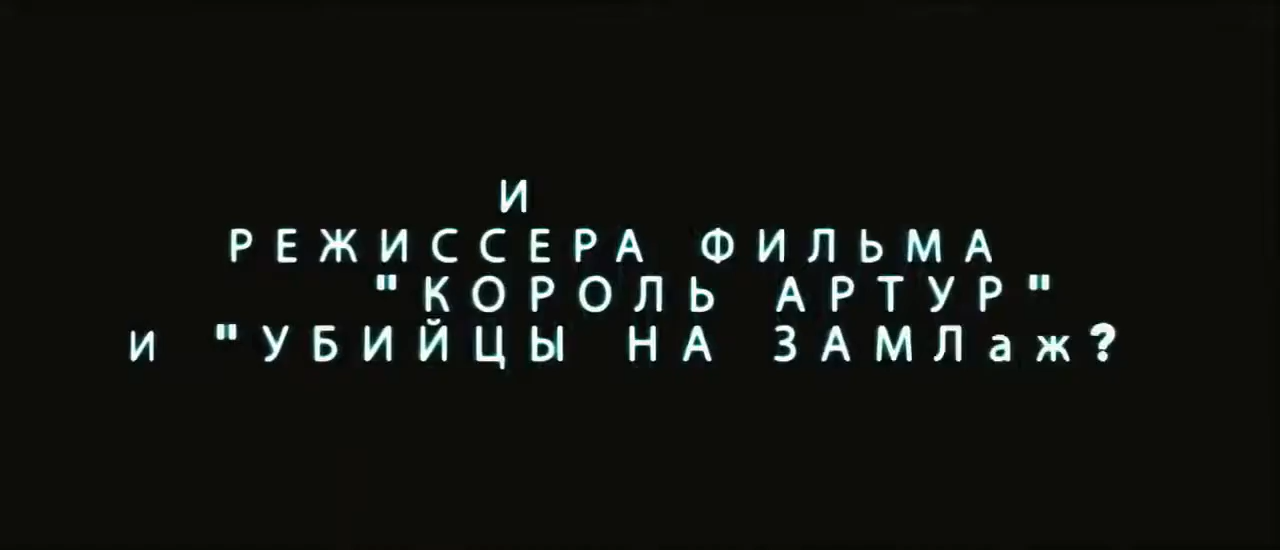 И
РЕЖИССЕРА ФИЛЬМА
"КОРОЛЬ АРТУР"
и "УБИЙЦЫ НА ЗАМЛаж?